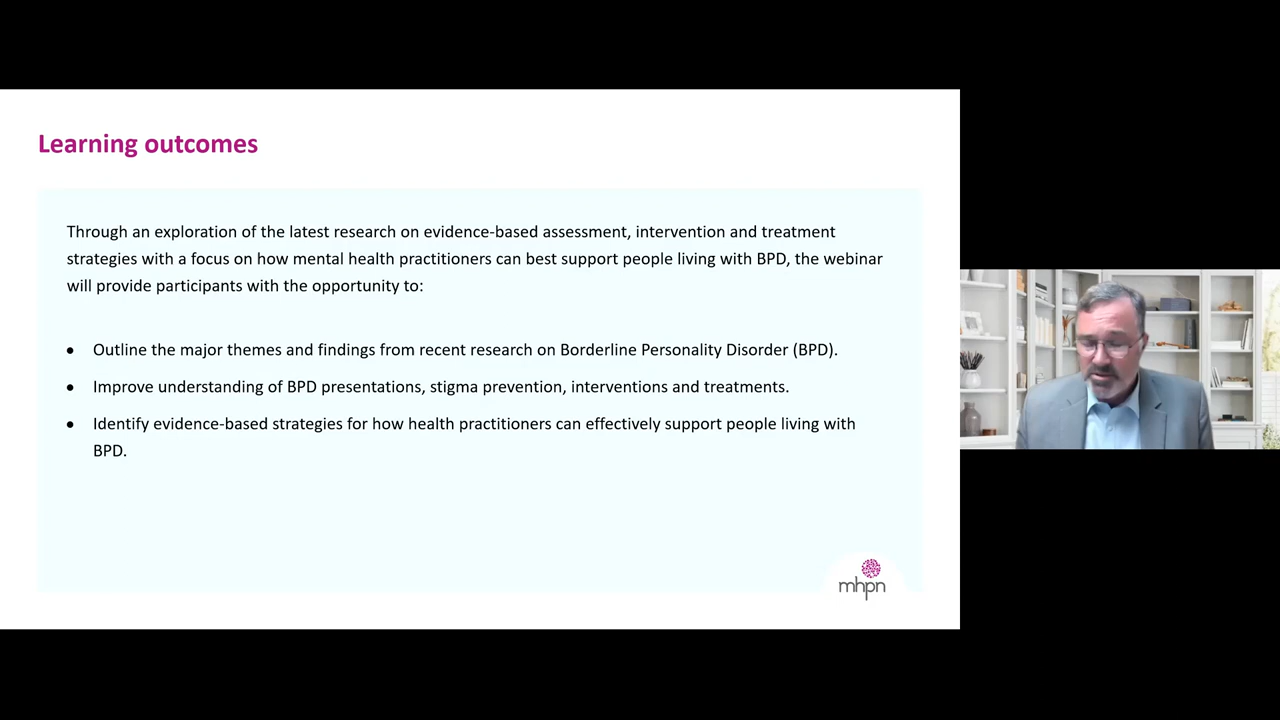 Learning outcomes
Through an exploration of the latest research on evidence-based assessment, intervention and treatment
strategies with a focus on how mental health practitioners can best support people living with BPD, the webinar
will provide participants with the opportunity to:
● Outline the major themes and findings from recent research on Borderline Personality Disorder (BPD).
● Improve understanding of BPD presentations, stigma prevention, interventions and treatments.
● Identify evidence-based strategies for how health practitioners can effectively support people living with
BPD.
mhpn